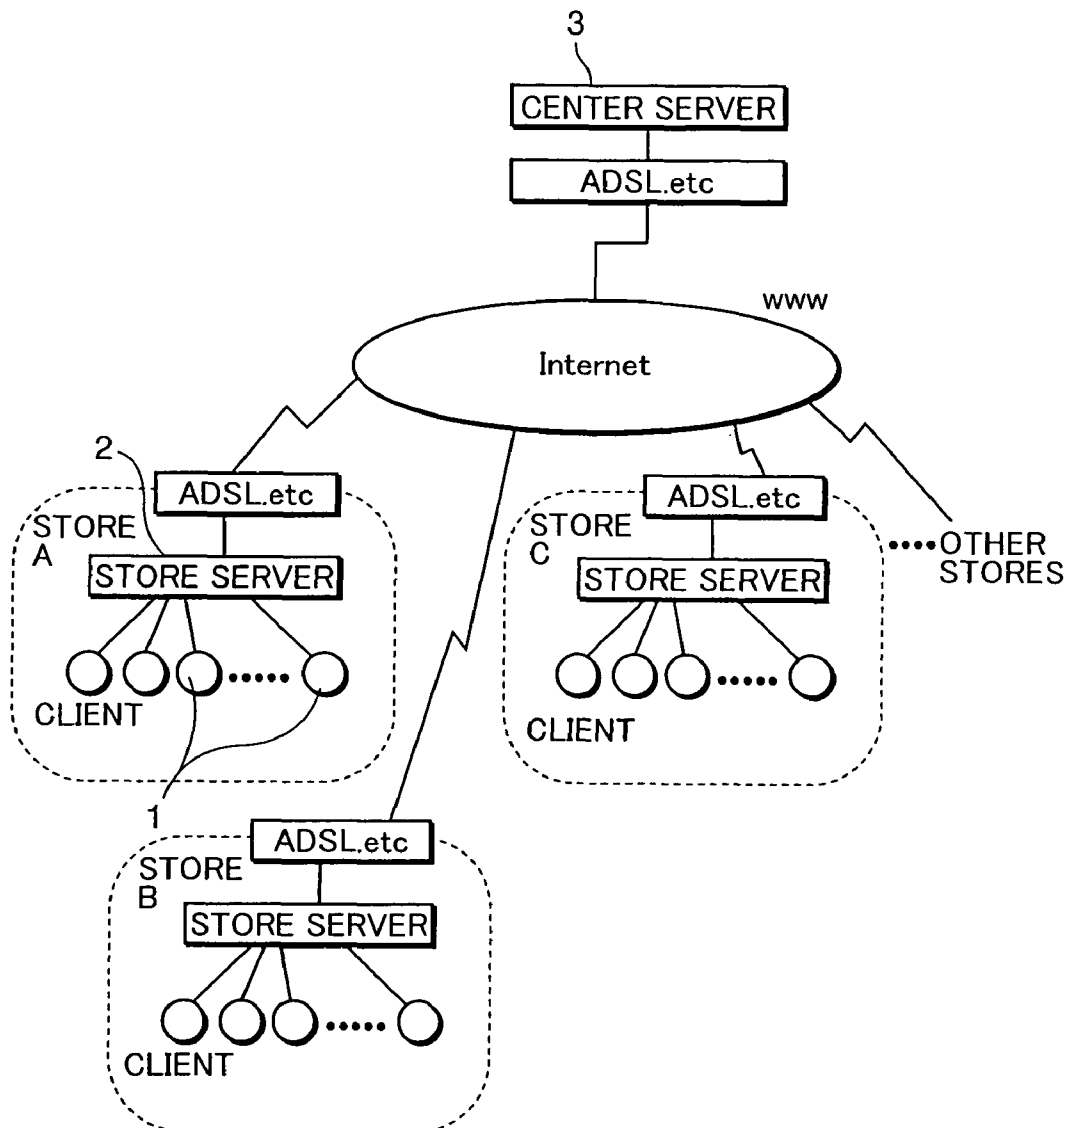 3
CENTER SERVER
ADSL.etc
www
Internet
2
ADSL.etc
STORE
A
STORE SERVER
CLIENT
1
ADSL.etc
STORE
C
STORE SERVER
CLIENT
••••OTHER
STORES
ADSL.etc
STORE
B
STORE SERVER
CLIENT